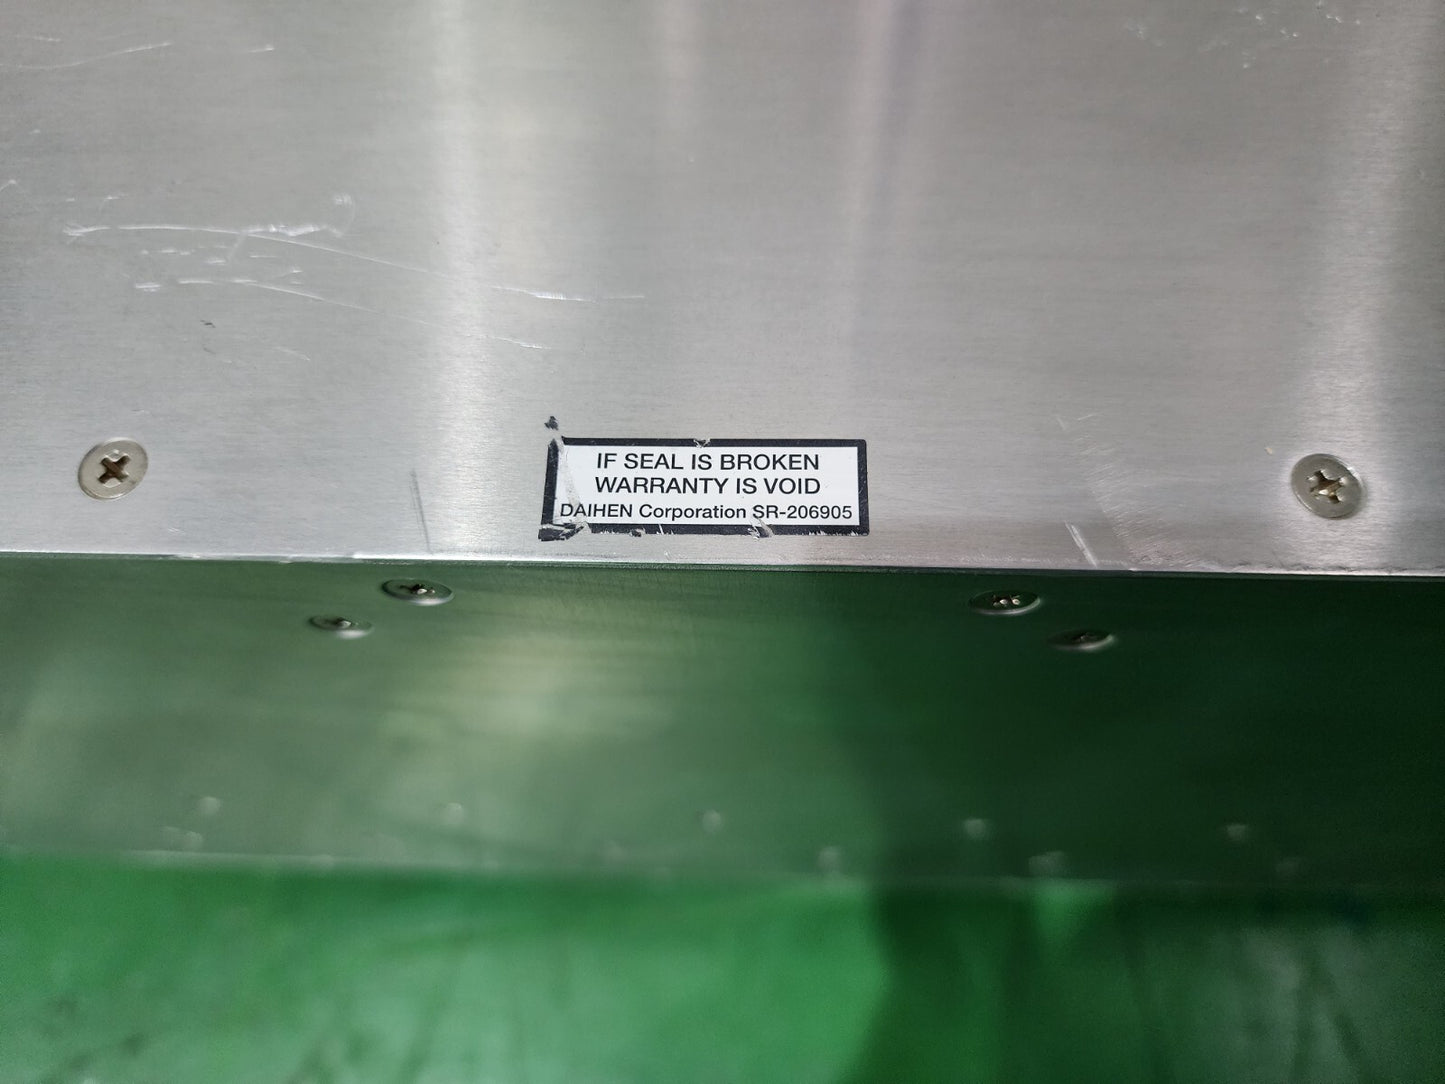 IF SEAL IS BROKEN
WARRANTY IS VOID
DAIHEN Corporation SR-206905